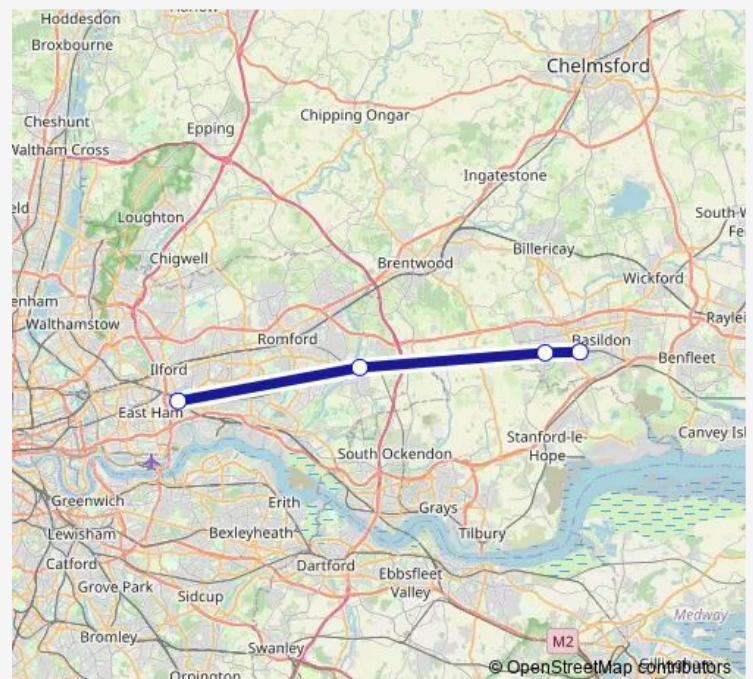 Hoddesdon
Broxbourne
Chelmsford
Chipping Ongar
Cheshunt
Epping
Waltham Cross
Ingatestone
Loughton
South W
Fe
Chigwell
Billericay
Brentwood
Wickford
enham
Walthamstow
Raylei
Romford
Basildon
Benfleet
Ilford
East Ham
Canvey Isl
Stanford-le-
Hope
South Ockendon
Greenwich
Erith
Grays
Lewisham
Bexleyheath
Tilbury
Catford
Dartford
Ebbsfleet
Valley
Grove Park
Sidcup
Medway
Bromley
M2
Swanley
Orpington
© OpenStreetMap contributors